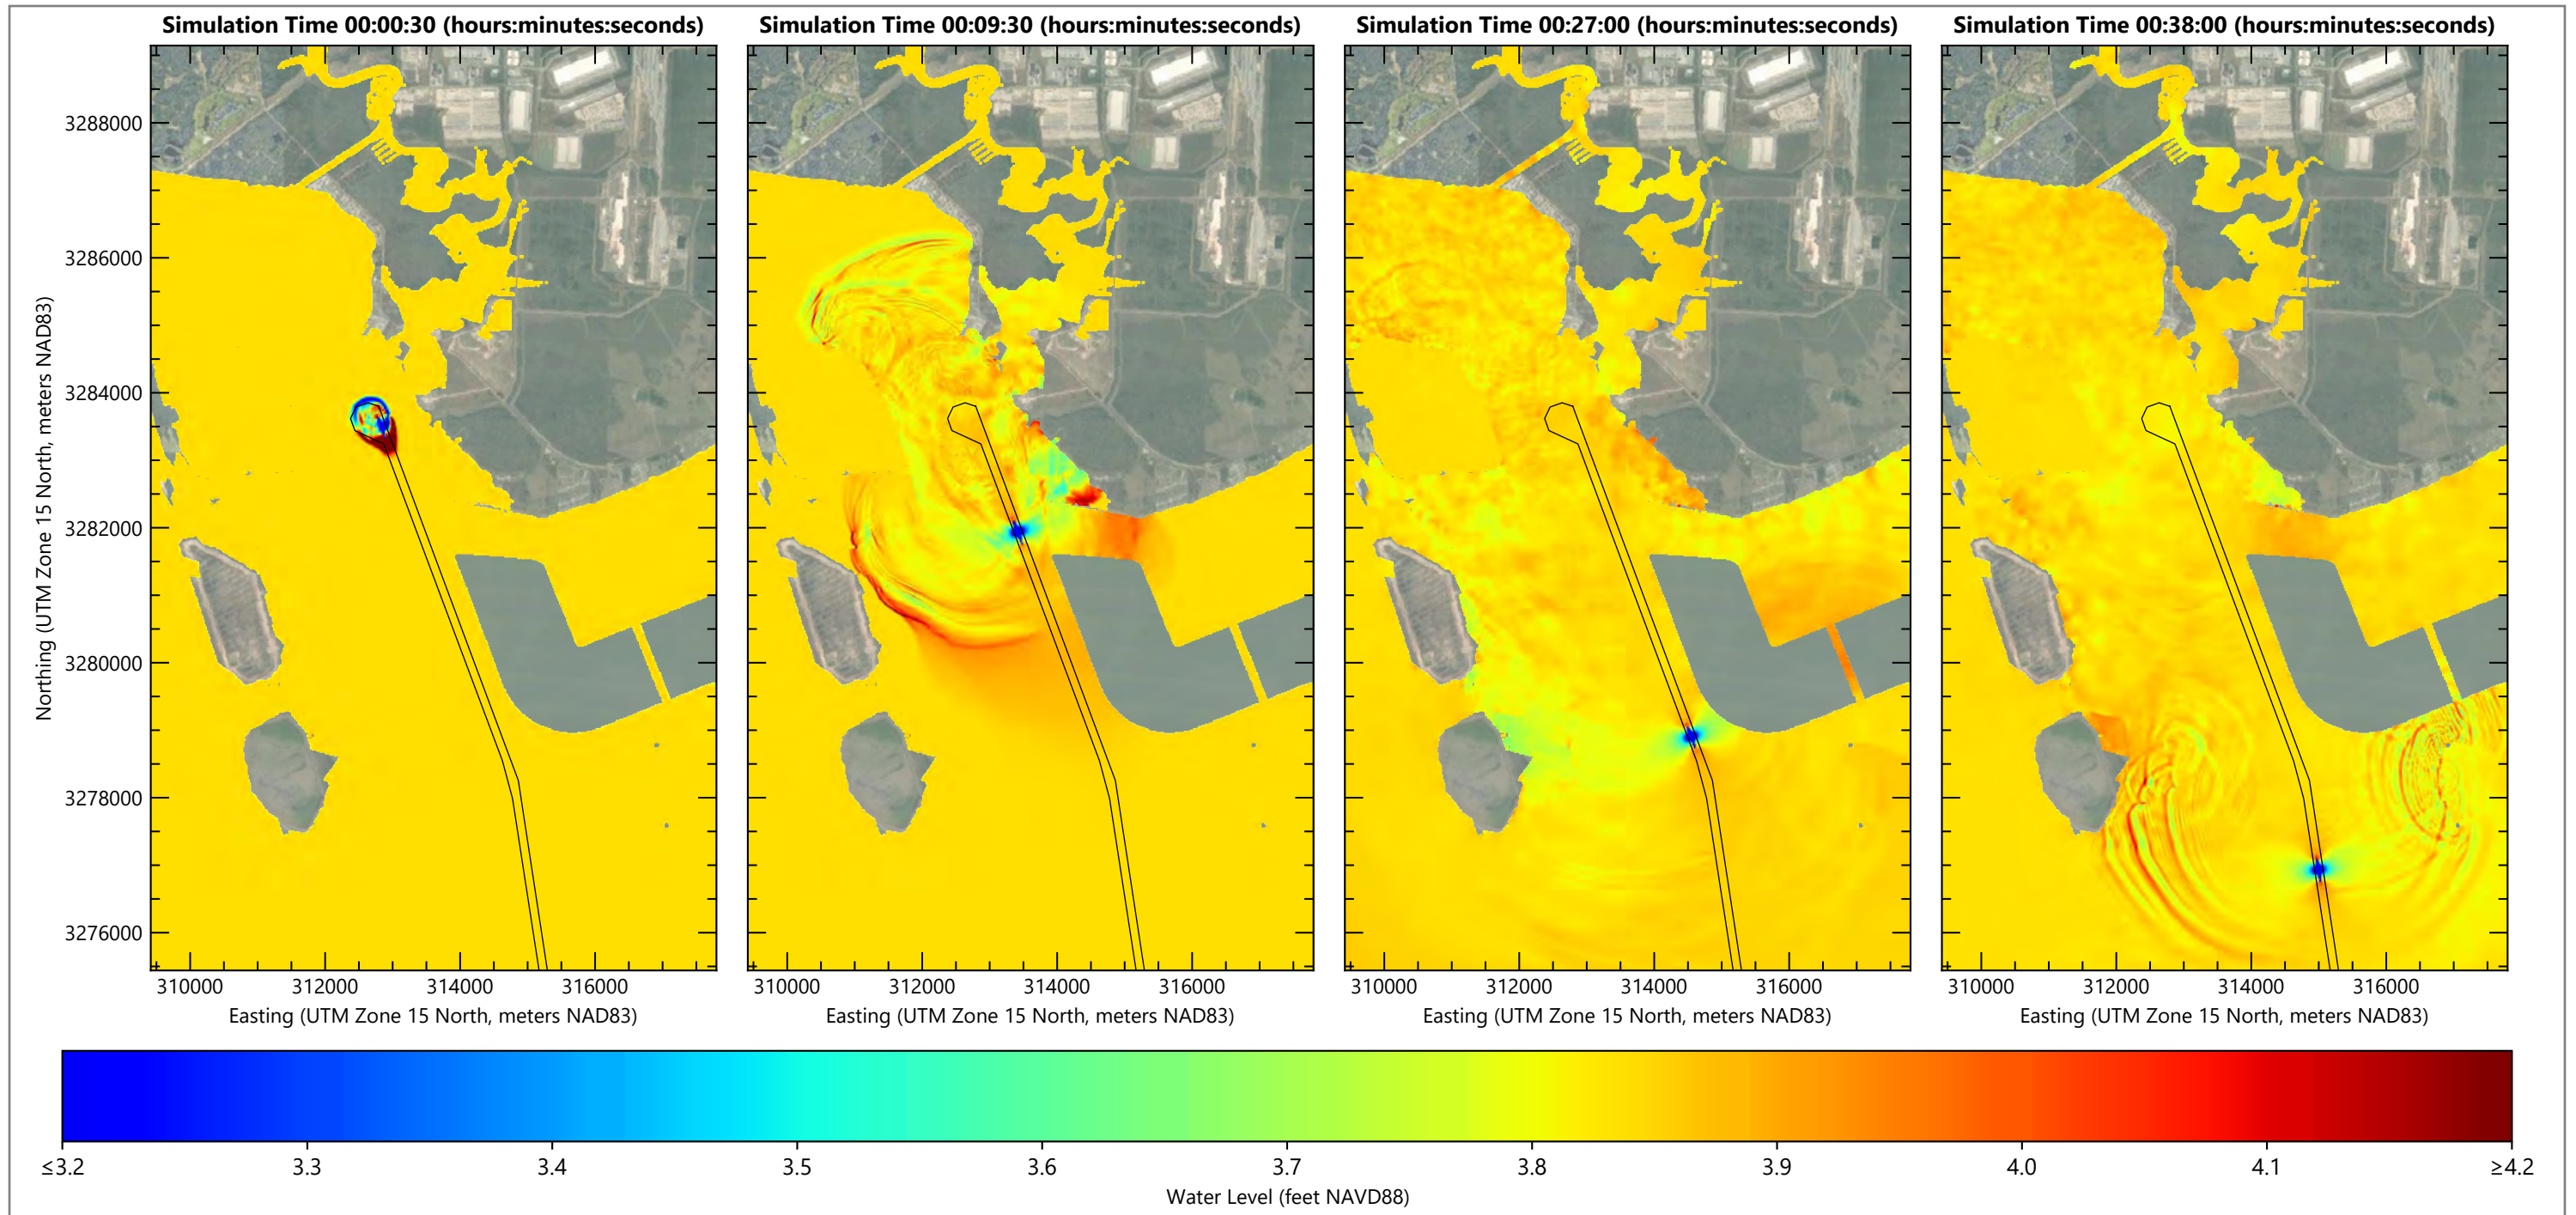 Simulation Time 00:00:30 (hours:minutes:seconds)
Simulation Time 00:09:30 (hours:minutes:seconds)
Simulation Time 00:27:00 (hours:minutes:seconds)
Simulation Time 00:38:00 (hours:minutes:seconds)
Northing (UTM Zone 15 North, meters NAD83)
3288000
3286000
3284000
3282000
3280000
3278000
3276000
310000 312000 314000 316000
310000 312000 314000 316000
310000 312000 314000 316000
310000 312000 314000 316000
Easting (UTM Zone 15 North, meters NAD83)
Easting (UTM Zone 15 North, meters NAD83)
Easting (UTM Zone 15 North, meters NAD83)
Easting (UTM Zone 15 North, meters NAD83)
≤3.2 3.3 3.4 3.5 3.6 3.7 3.8 3.9 4.0 4.1 ≥4.2
Water Level (feet NAVD88)